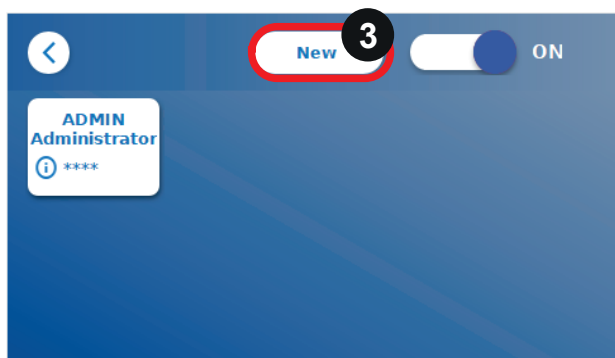 New
3
ON
ADMIN
Administrator
i ****